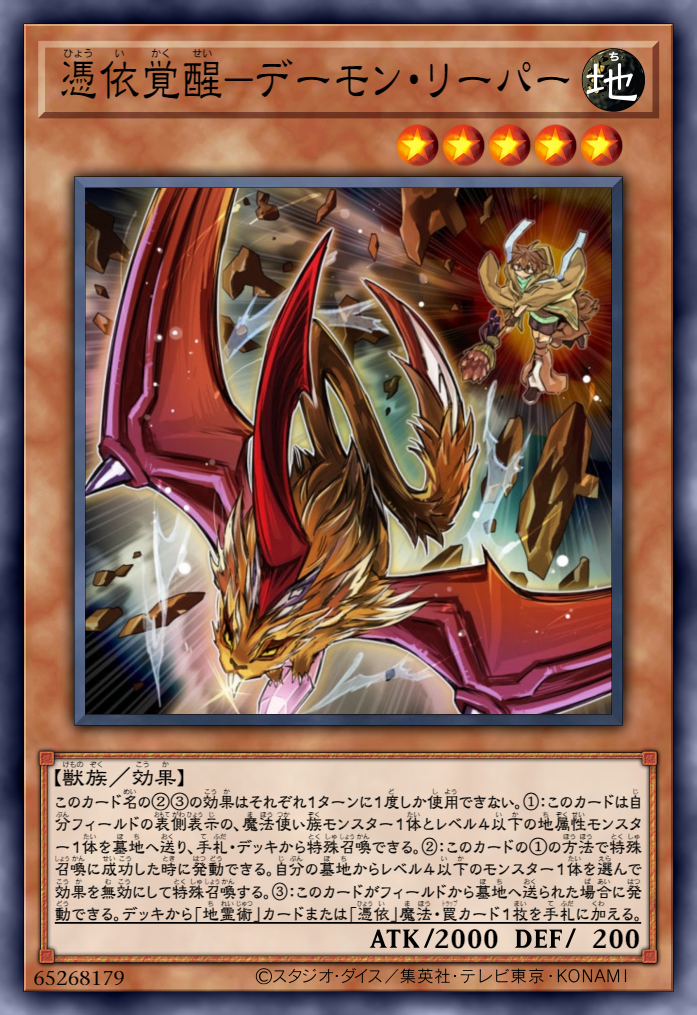 憑依覚醒－デーモン・リーパー
地
【獣族／効果】
このカード名の②③の効果はそれぞれ1ターンに1度しか使用できない。①：このカードは自
分フィールドの表側表示の、魔法使い族モンスター1体とレベル4以下の地属性モンスタ
ー1体を墓地へ送り、手札・デッキから特殊召喚できる。②：このカードの①の方法で特殊
召喚に成功した時に発動できる。自分の墓地からレベル4以下のモンスター1体を選んで
効果を無効にして特殊召喚する。③：このカードがフィールドから墓地へ送られた場合に発
動できる。デッキから「地霊術」カードまたは「憑依」魔法・罠カード1枚を手札に加える。
ATK/2000 DEF/ 200
65268179 ©スタジオ・ダイス／集英社・テレビ東京・KONAMI